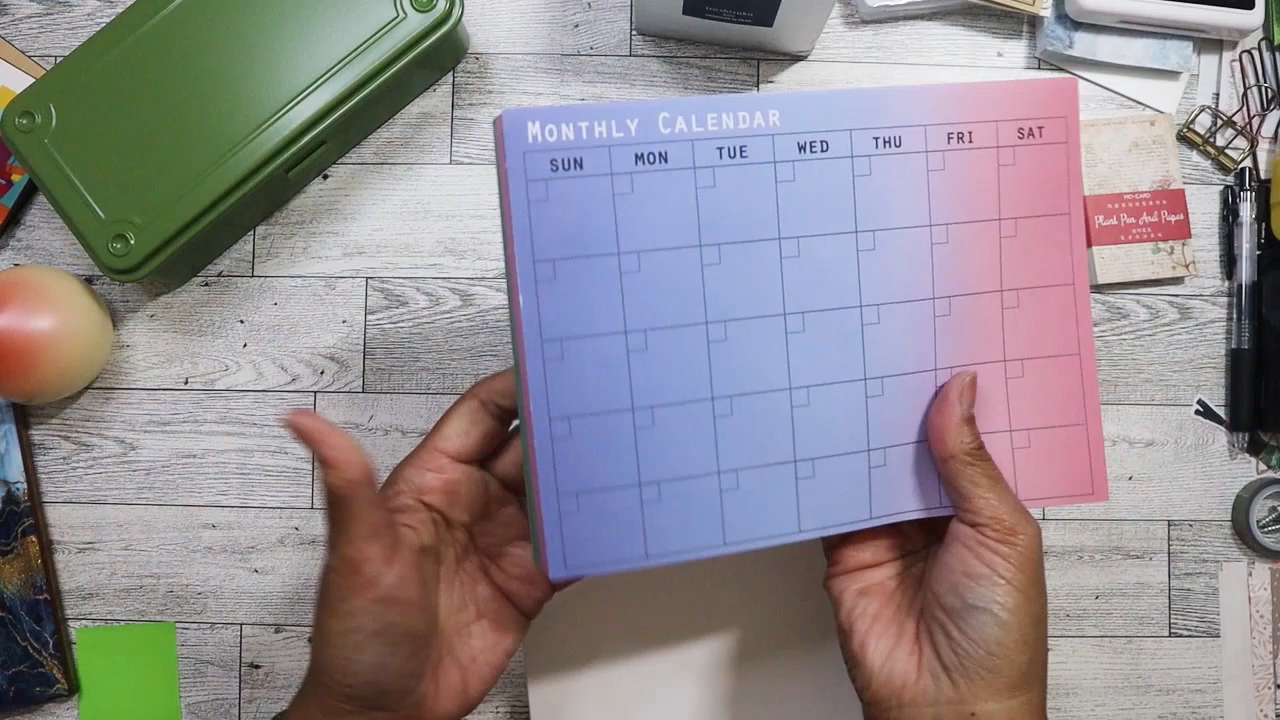 MONTHLY CALENDAR
SUN MON TUE WED THU FRI SAT
Plant Pen And Paper